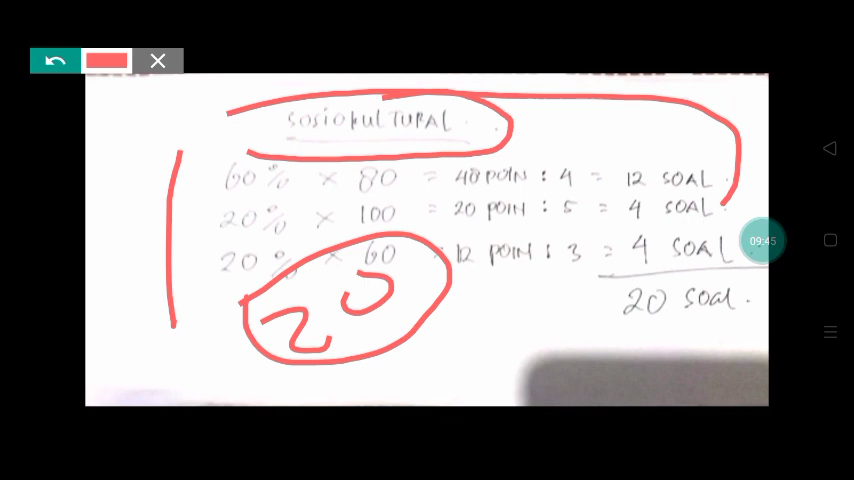 SOSIOKULTURAL
60% × 80 = 48 POIN : 4 = 12 SOAL.
20% × 100 = 20 POIN : 5 = 4 SOAL.
20% × 60 = 12 POIN : 3 = 4 SOAL
20 SOAL.
20
09:45